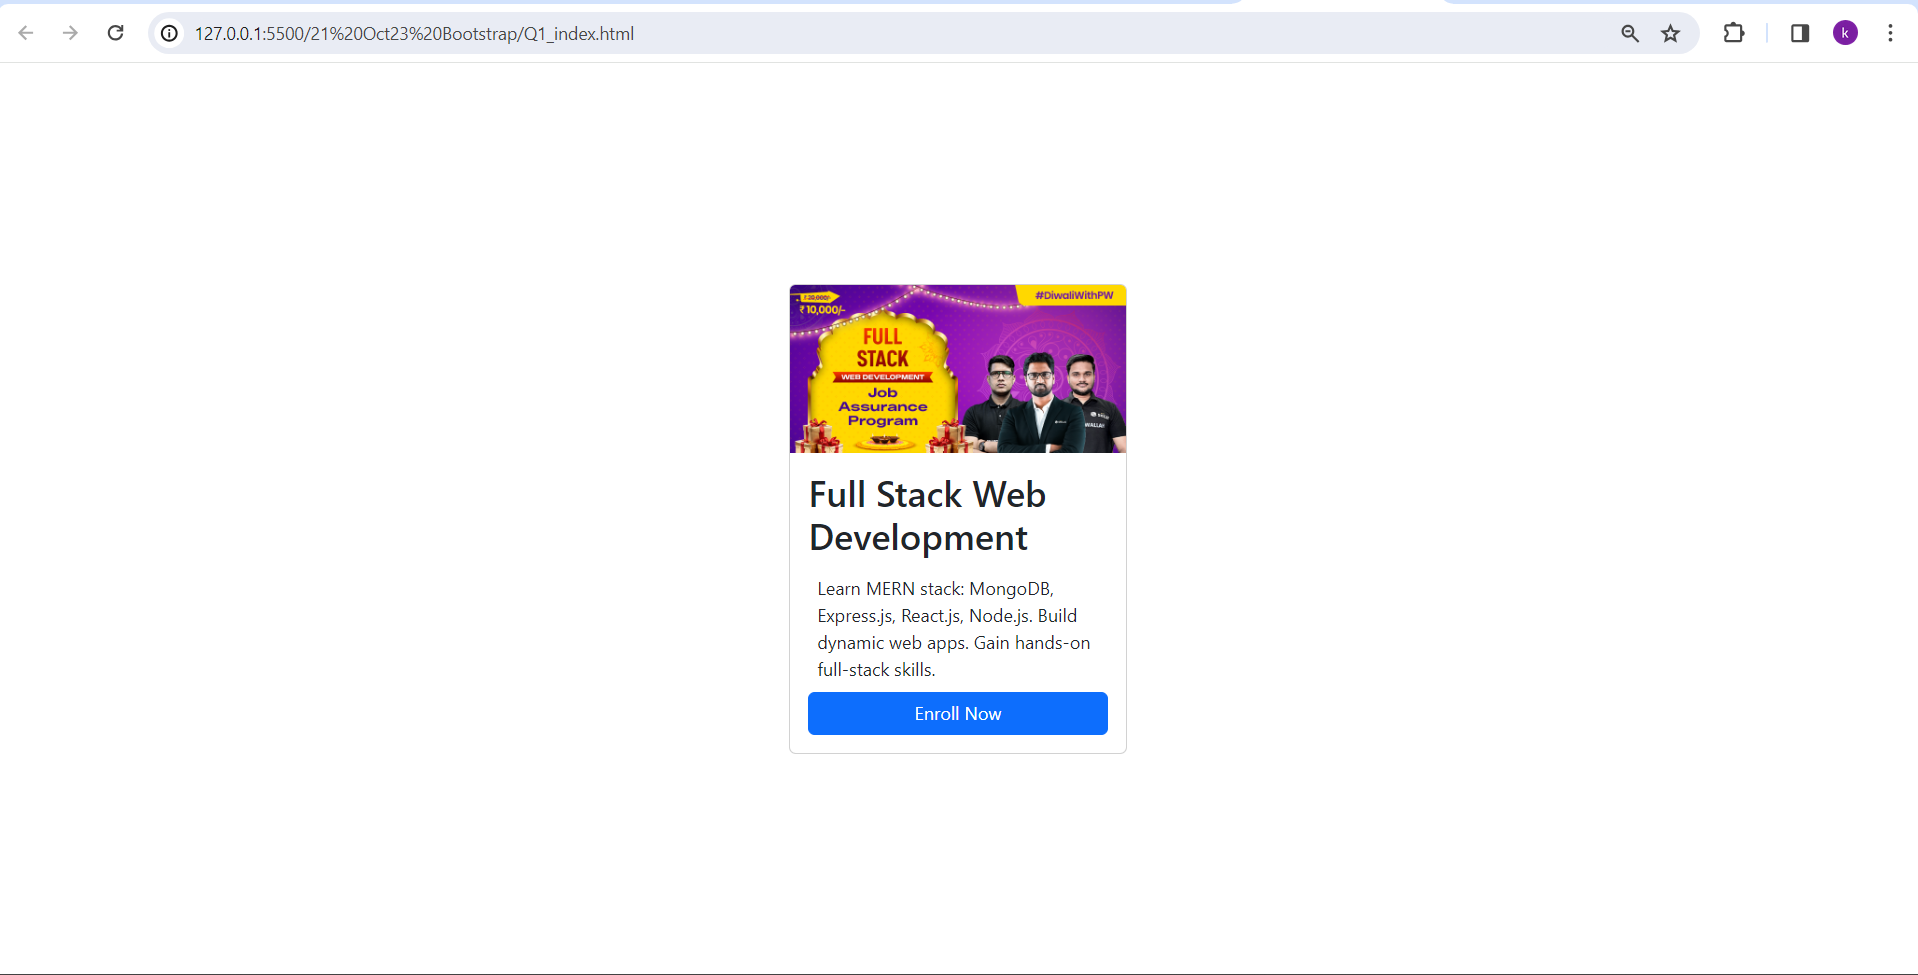 127.0.0.1:5500/21%20Oct23%20Bootstrap/Q1_index.html
k
#DiwaliWithPW
₹ 10,000/-
FULL
STACK
WEB DEVELOPMENT
Job
Assurance
Program
WALLAH
Full Stack Web
Development
Learn MERN stack: MongoDB,
Express.js, React.js, Node.js. Build
dynamic web apps. Gain hands-on
full-stack skills.
Enroll Now